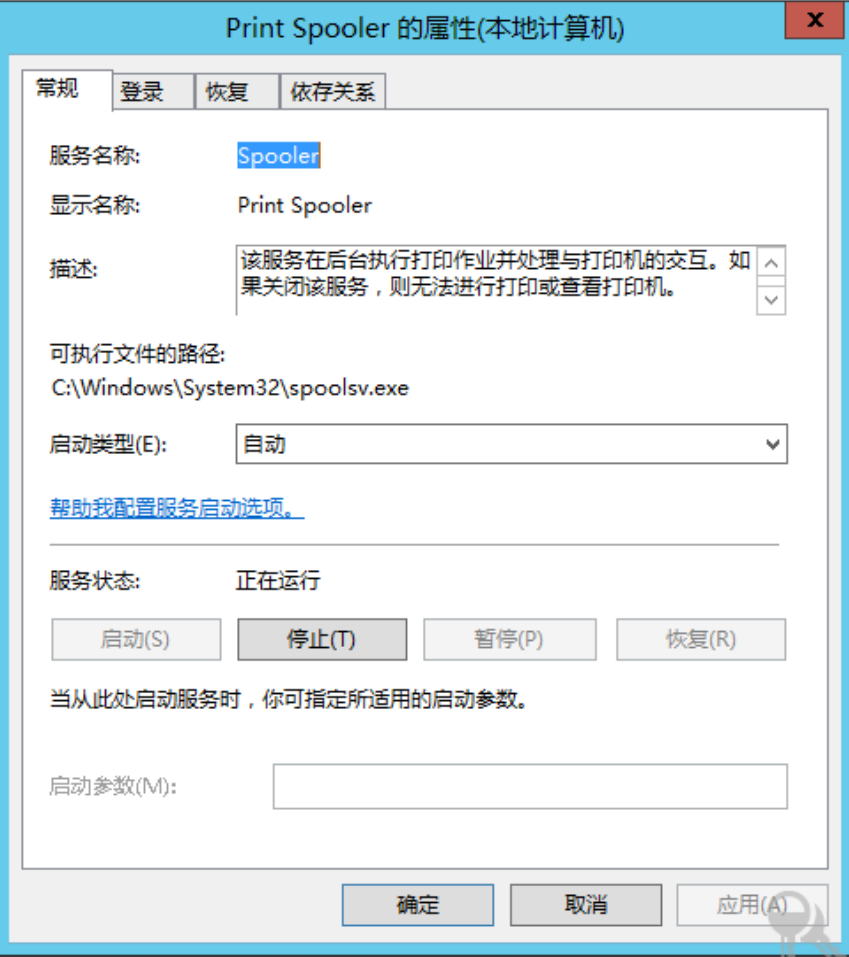 Print Spooler 的属性(本地计算机)
x
常规 登录 恢复 依存关系
服务名称: Spooler
显示名称: Print Spooler
描述: 该服务在后台执行打印作业并处理与打印机的交互。如
果关闭该服务，则无法进行打印或查看打印机。
可执行文件的路径:
C:\Windows\System32\spoolsv.exe
启动类型(E): 自动
帮助我配置服务启动选项。
服务状态: 正在运行
启动(S) 停止(T) 暂停(P) 恢复(R)
当从此处启动服务时，你可指定所适用的启动参数。
启动参数(M):
确定 取消 应用(A)